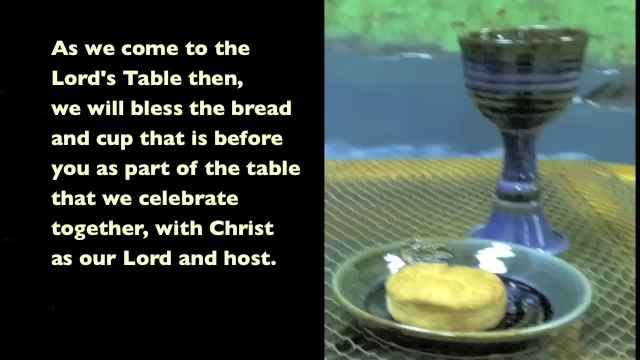 As we come to the
Lord's Table then,
we will bless the bread
and cup that is before
you as part of the table
that we celebrate
together, with Christ
as our Lord and host.